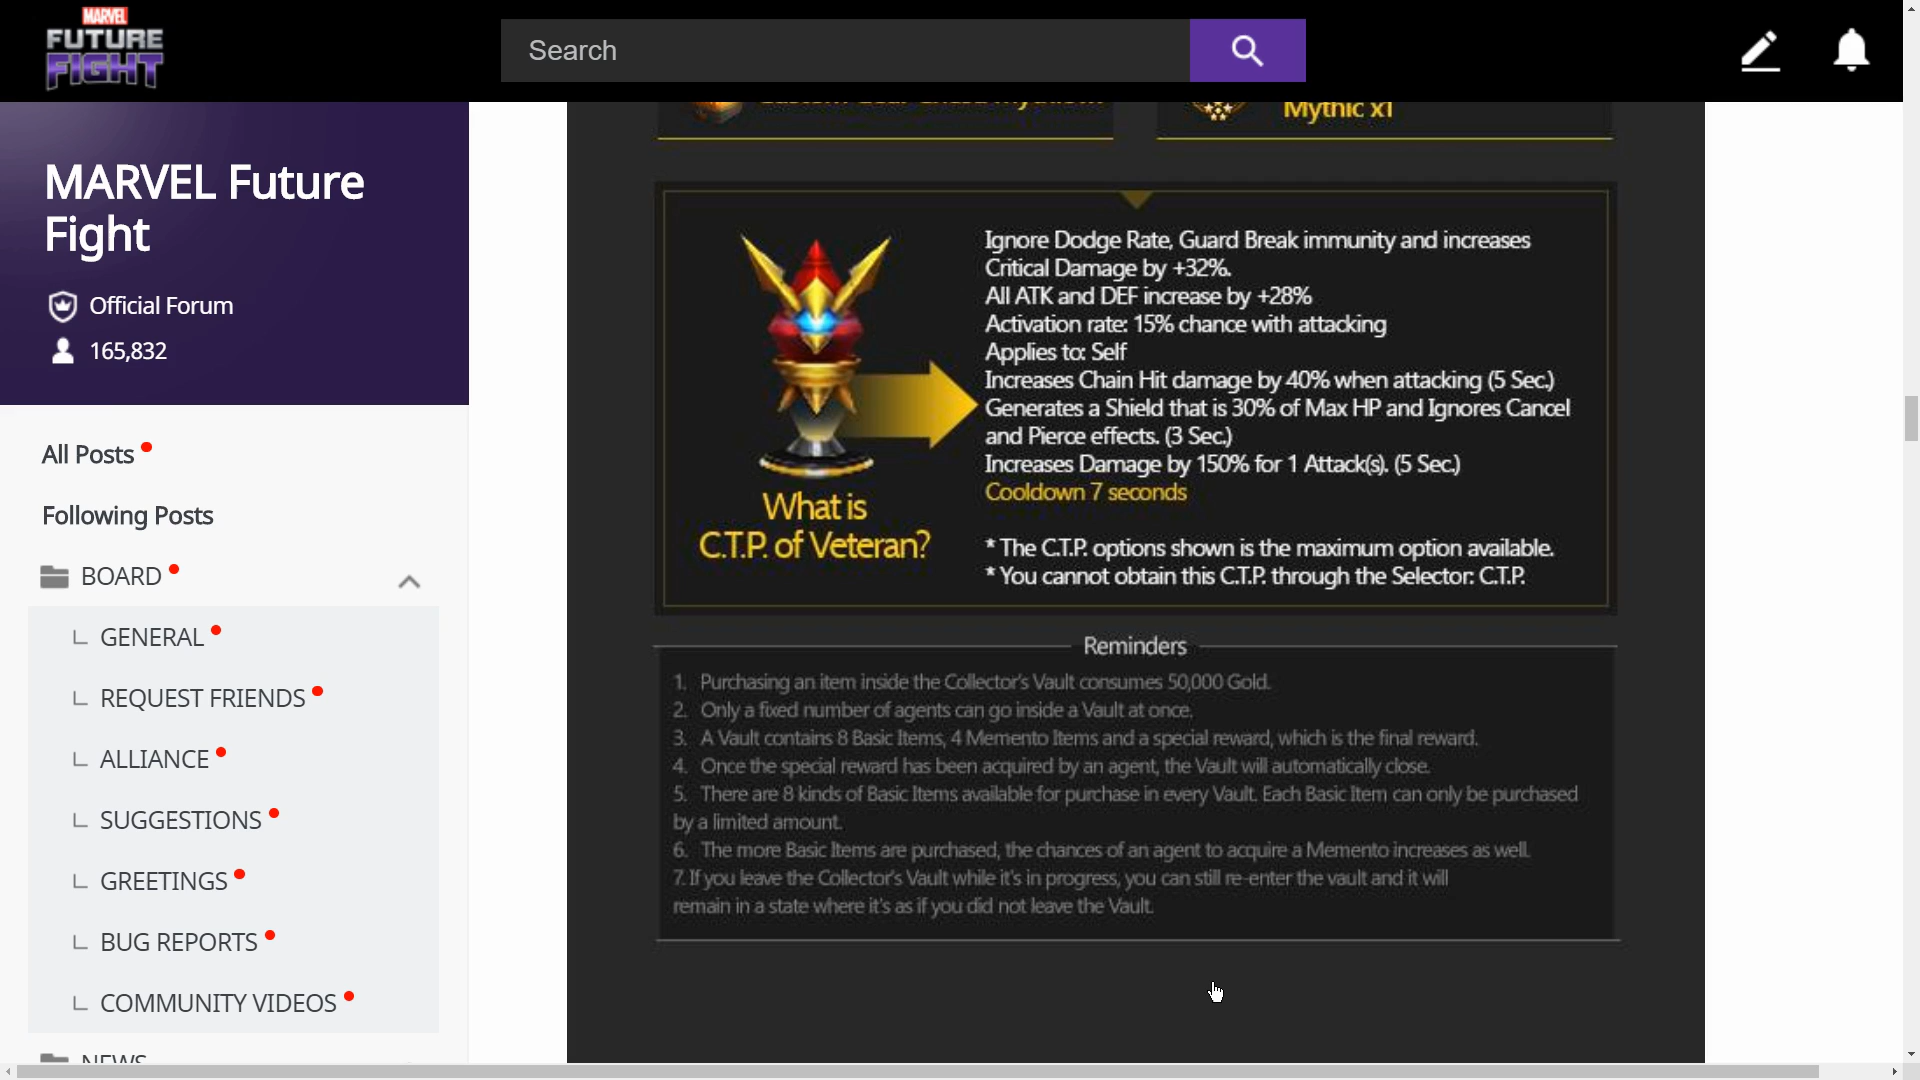 MARVEL
FUTURE
FIGHT
Search
MARVEL Future
Fight
Official Forum
165,832
All Posts
Following Posts
BOARD
GENERAL
REQUEST FRIENDS
ALLIANCE
SUGGESTIONS
GREETINGS
BUG REPORTS
COMMUNITY VIDEOS
NEWS
Mythic x1
Ignore Dodge Rate, Guard Break immunity and increases
Critical Damage by +32%.
All ATK and DEF increase by +28%
Activation rate: 15% chance with attacking
Applies to: Self
Increases Chain Hit damage by 40% when attacking (5 Sec.)
Generates a Shield that is 30% of Max HP and Ignores Cancel
and Pierce effects. (3 Sec.)
Increases Damage by 150% for 1 Attack(s). (5 Sec.)
Cooldown 7 seconds
What is
C.T.P. of Veteran?
* The C.T.P. options shown is the maximum option available.
* You cannot obtain this C.T.P. through the Selector: C.T.P.
Reminders
1. Purchasing an item inside the Collector's Vault consumes 50,000 Gold.
2. Only a fixed number of agents can go inside a Vault at once.
3. A Vault contains 8 Basic Items, 4 Memento Items and a special reward, which is the final reward.
4. Once the special reward has been acquired by an agent, the Vault will automatically close.
5. There are 8 kinds of Basic Items available for purchase in every Vault. Each Basic Item can only be purchased
by a limited amount.
6. The more Basic Items are purchased, the chances of an agent to acquire a Memento increases as well.
7. If you leave the Collector's Vault while it's in progress, you can still re-enter the vault and it will
remain in a state where it's as if you did not leave the Vault.